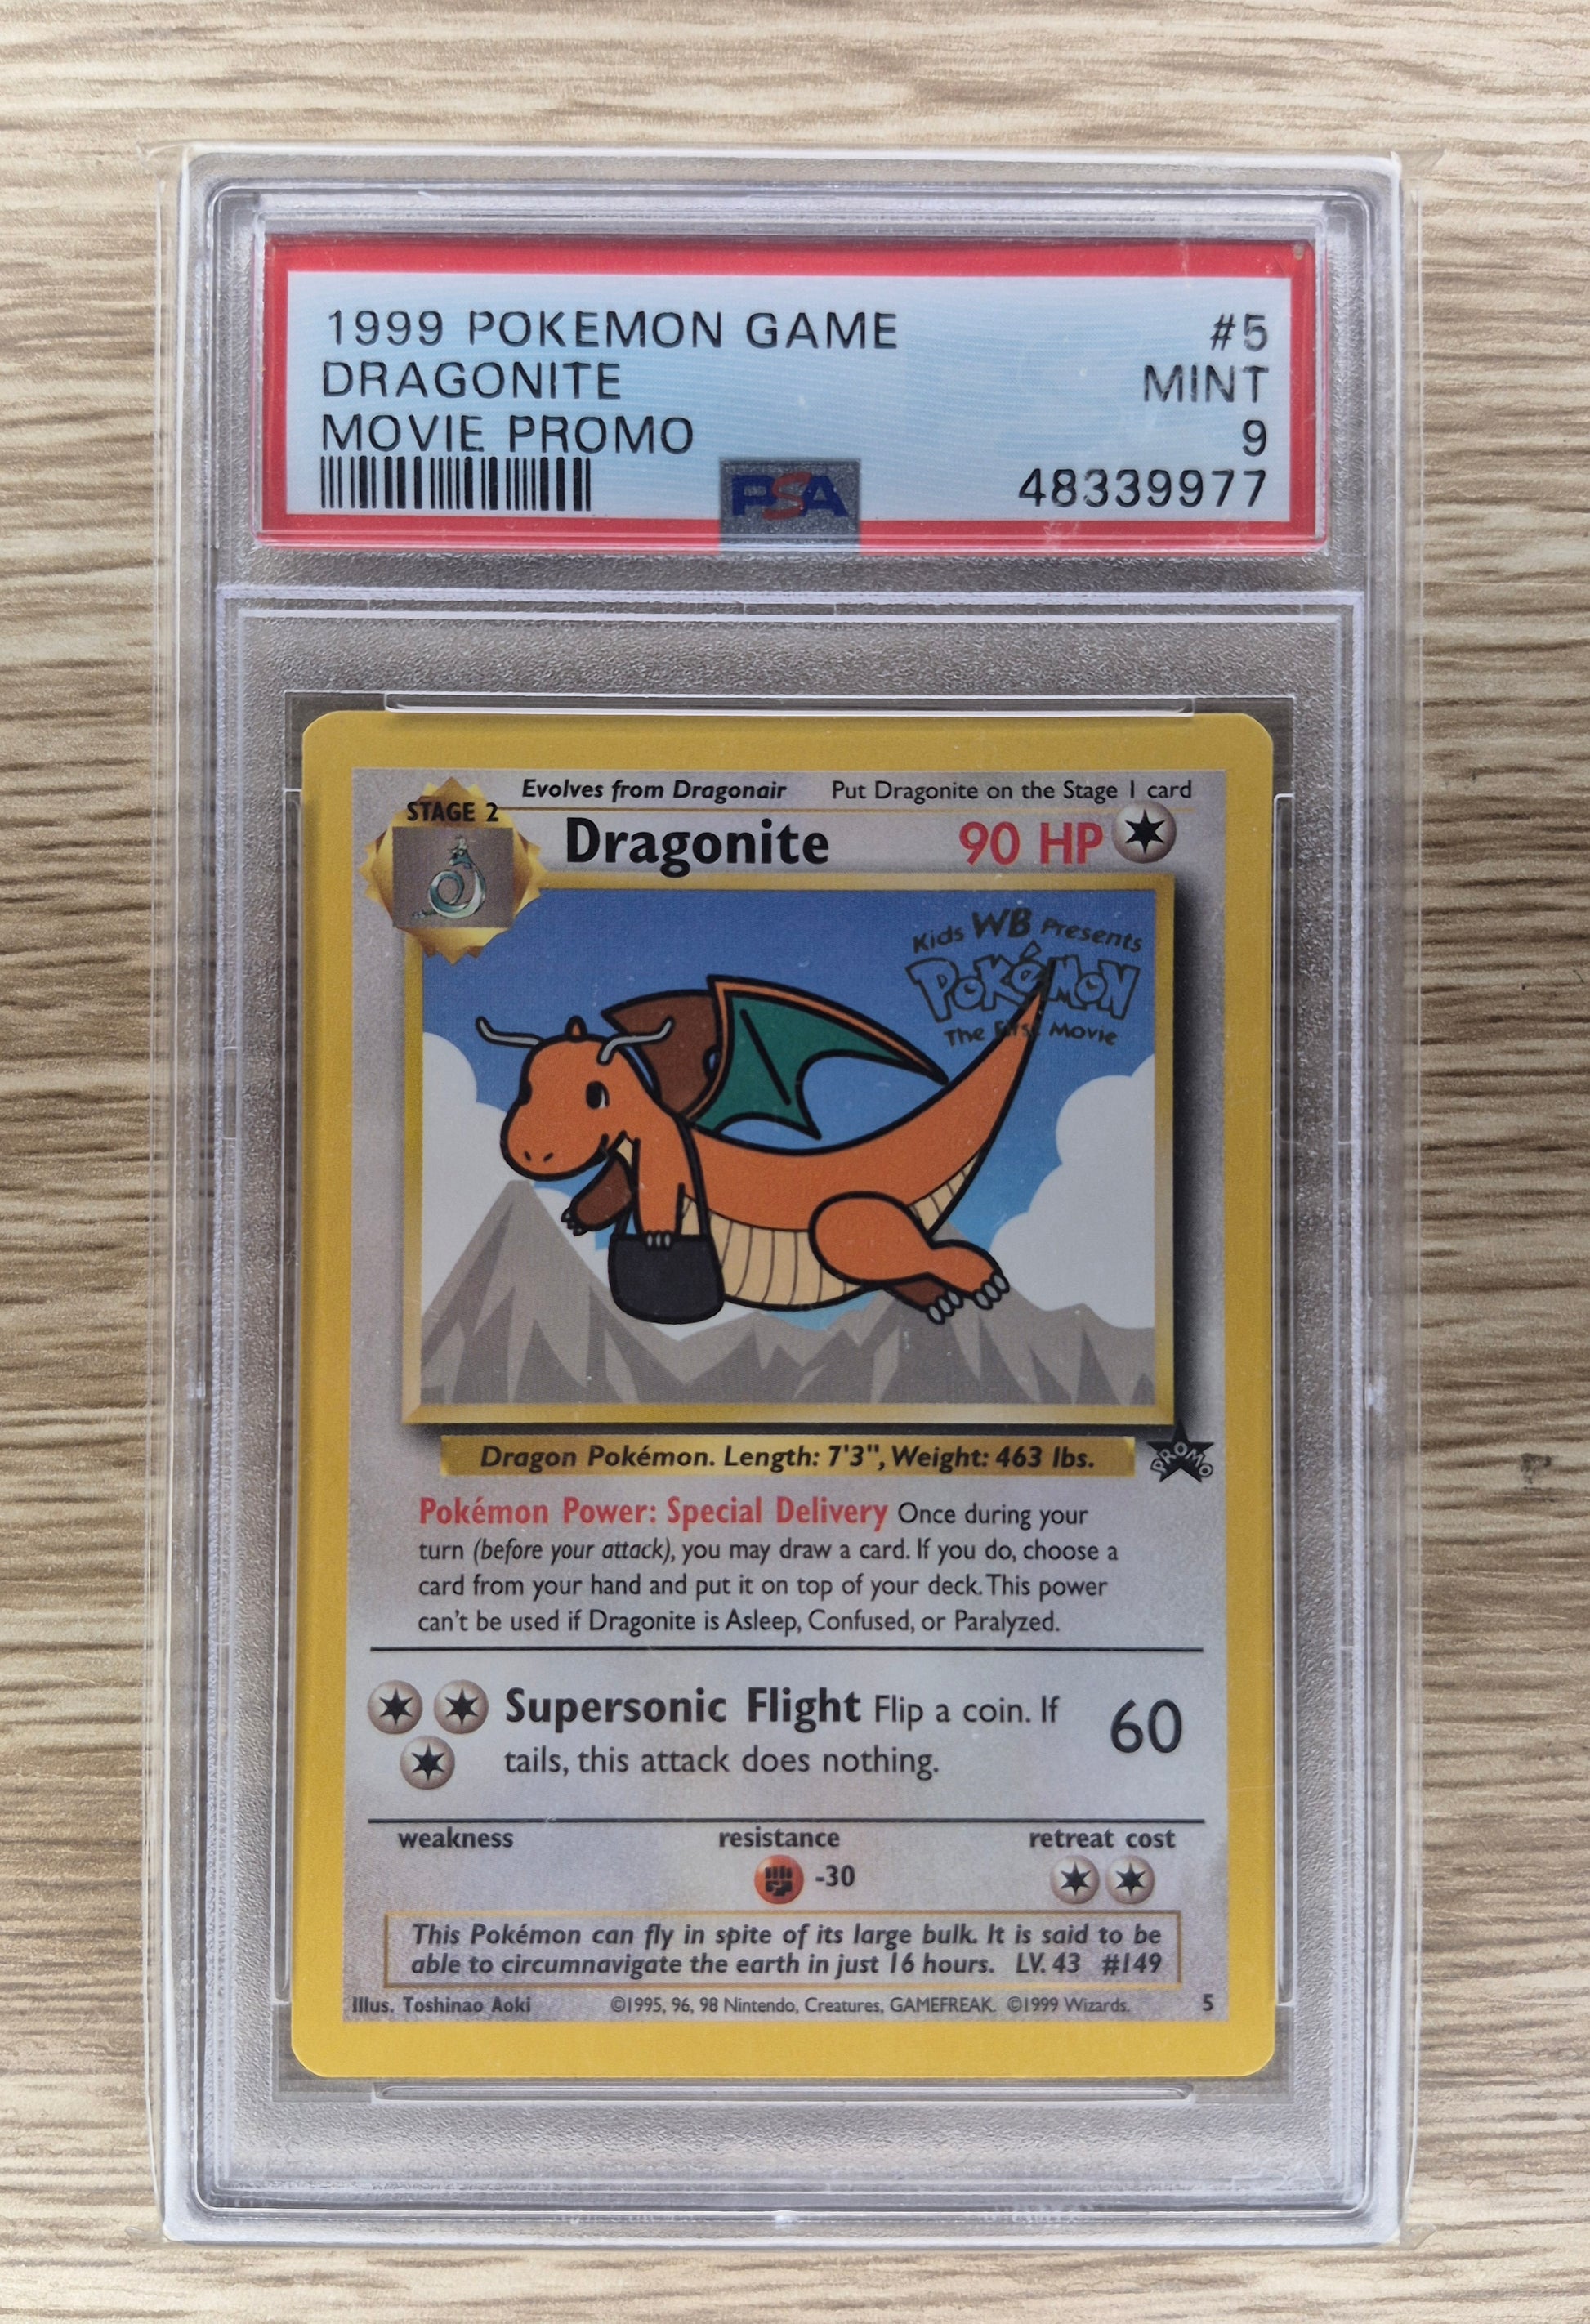 1999 POKEMON GAME #5
DRAGONITE MINT
MOVIE PROMO 9
PSA 48339977
Evolves from Dragonair Put Dragonite on the Stage 1 card
STAGE 2
Dragonite 90 HP
Kids WB Presents
POKéMON
The First Movie
Dragon Pokémon. Length: 7'3", Weight: 463 lbs.
PROMO
Pokémon Power: Special Delivery Once during your
turn (before your attack), you may draw a card. If you do, choose a
card from your hand and put it on top of your deck. This power
can't be used if Dragonite is Asleep, Confused, or Paralyzed.
Supersonic Flight Flip a coin. If
tails, this attack does nothing.
60
weakness resistance retreat cost
-30
This Pokémon can fly in spite of its large bulk. It is said to be
able to circumnavigate the earth in just 16 hours. LV. 43 #149
Illus. Toshinao Aoki ©1995, 96, 98 Nintendo, Creatures, GAMEFREAK. ©1999 Wizards. 5